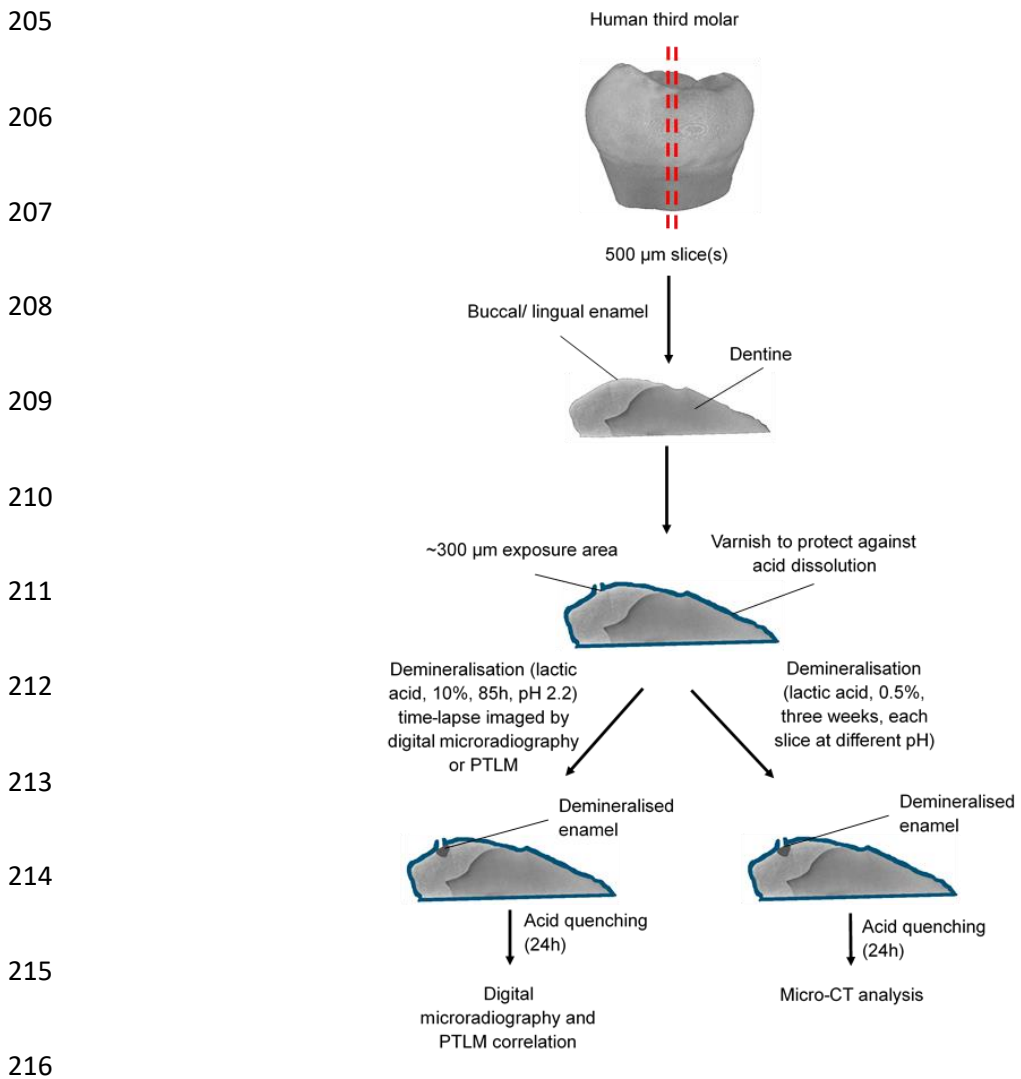 205
Human third molar
206
207
500 µm slice(s)
208
Buccal/ lingual enamel
Dentine
209
210
~300 µm exposure area
Varnish to protect against
acid dissolution
211
Demineralisation (lactic
acid, 10%, 85h, pH 2.2)
time-lapse imaged by
digital microradiography
or PTLM
Demineralisation
(lactic acid, 0.5%,
three weeks, each
slice at different pH)
212
213
Demineralised
enamel
Demineralised
enamel
214
Acid quenching
(24h)
Acid quenching
(24h)
215
Digital
microradiography and
PTLM correlation
Micro-CT analysis
216